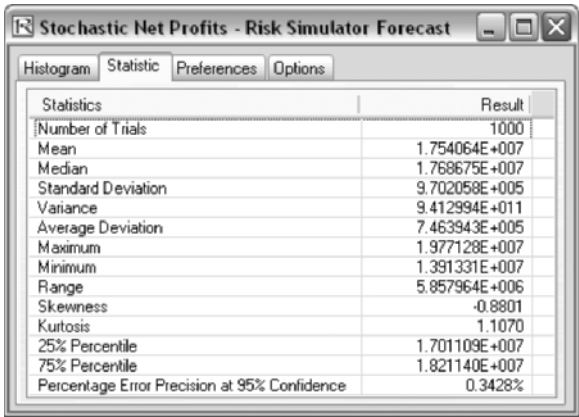 Stochastic Net Profits - Risk Simulator Forecast
Histogram Statistic Preferences Options
Statistics Result
Number of Trials 1000
Mean 1.754064E+007
Median 1.768675E+007
Standard Deviation 9.702058E+005
Variance 9.412994E+011
Average Deviation 7.463943E+005
Maximum 1.977128E+007
Minimum 1.391331E+007
Range 5.857964E+006
Skewness -0.8801
Kurtosis 1.1070
25% Percentile 1.701109E+007
75% Percentile 1.821140E+007
Percentage Error Precision at 95% Confidence 0.3428%